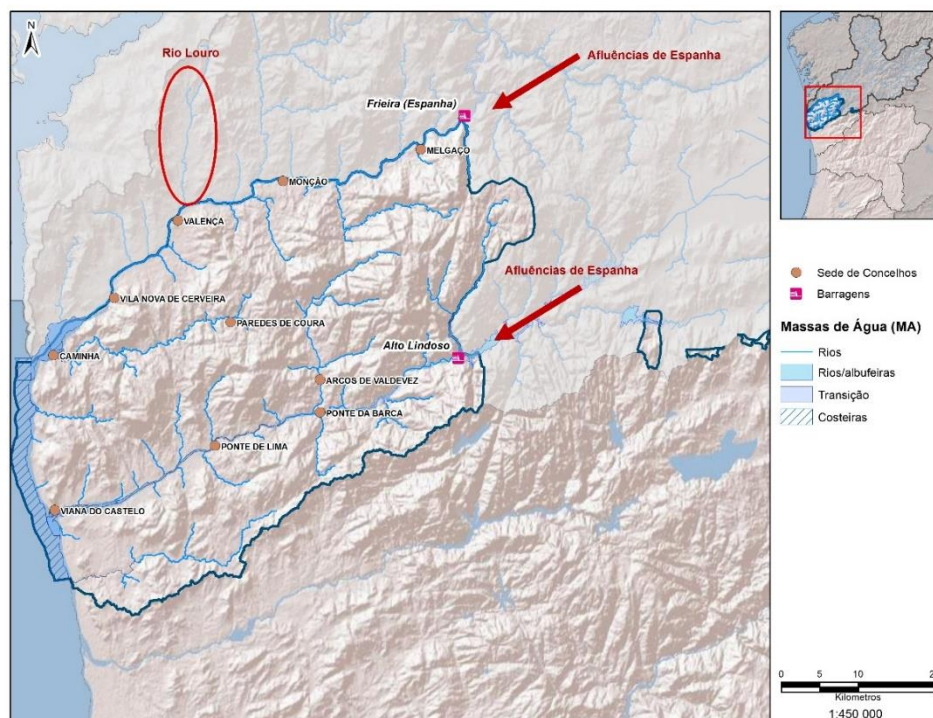 N
Rio Louro
Afluências de Espanha
Frieira (Espanha)
MELGAÇO
MONÇÃO
VALENÇA
Afluências de Espanha
VILA NOVA DE CERVEIRA
PAREDES DE COURA
Alto Lindoso
CAMINHA
ARCOS DE VALDEVEZ
PONTE DA BARCA
PONTE DE LIMA
VIANA DO CASTELO
Sede de Concelhos
Barragens
Massas de Água (MA)
Rios
Rios/albufeiras
Transição
Costeiras
0 5 10
Kilometros
1:450 000